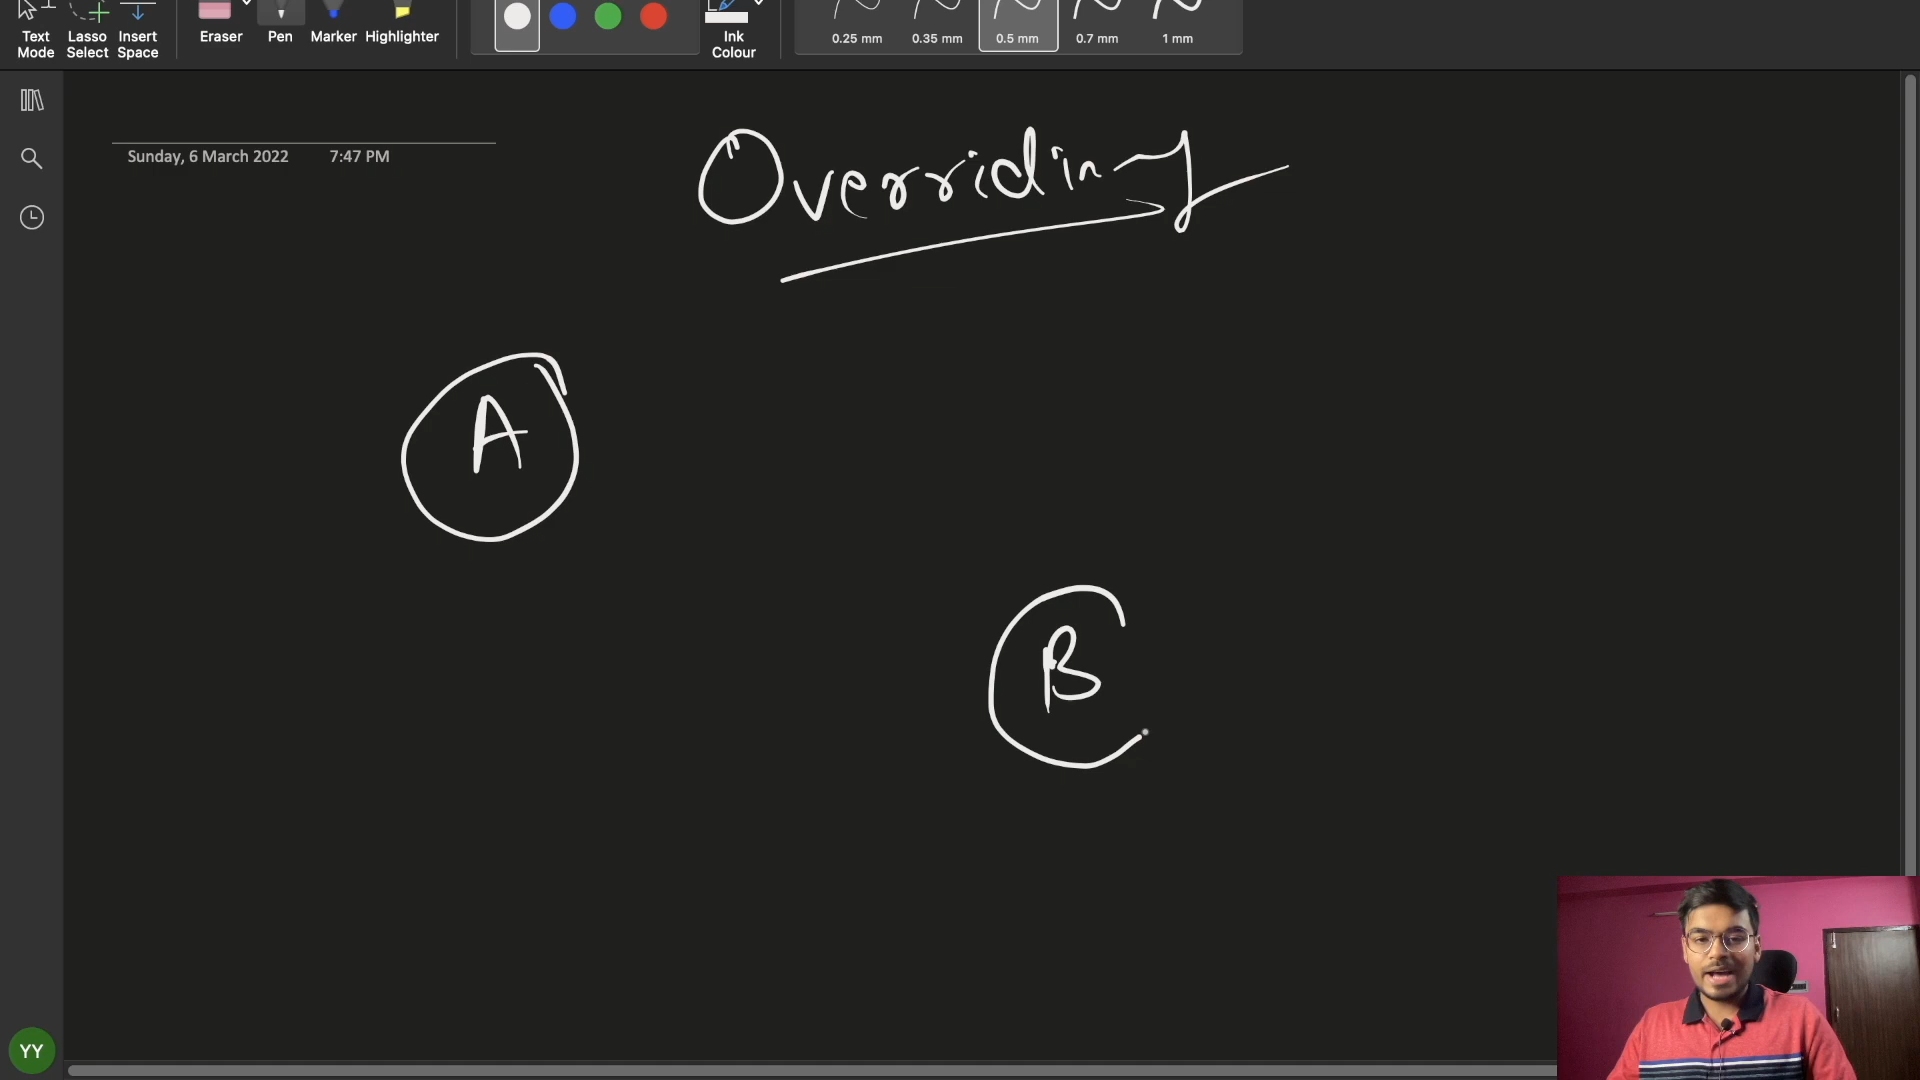 Text Mode
Lasso Select
Insert Space
Eraser
Pen
Marker
Highlighter
Ink Colour
0.25 mm
0.35 mm
0.5 mm
0.7 mm
1 mm
Sunday, 6 March 2022 7:47 PM
Overriding
A
B
YY